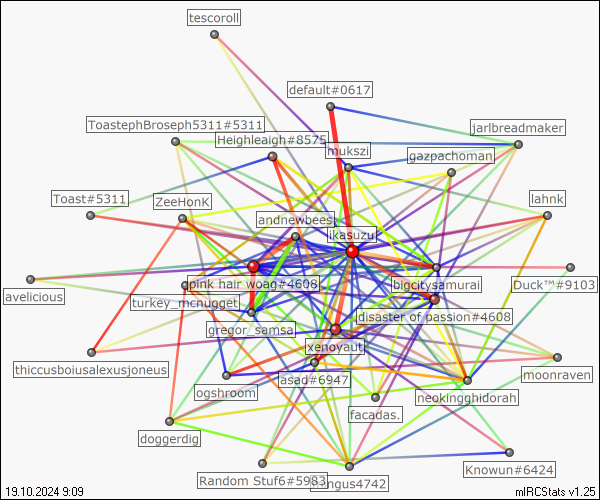 tescoroll
default#0617
ToastephBroseph5311#5311
jarlbreadmaker
Heighleaigh#8575
mukszi
gazpachoman
Toast#5311
ZeeHonK
lahnk
andnewbees
ikasuzu
pink hair woag#4608
bigcitysamurai
Duck™#9103
avelicious
turkey_mcnugget
disaster of passion#4608
gregor_samsa
xenoyaut
thiccusboiusalexusjoneus
asad#6947
moonraven
ogshroom
neokingghidorah
facadas.
doggerdig
Knowun#6424
Random Stuf6#5983
19.10.2024 9:09
mIRCStats v1.25